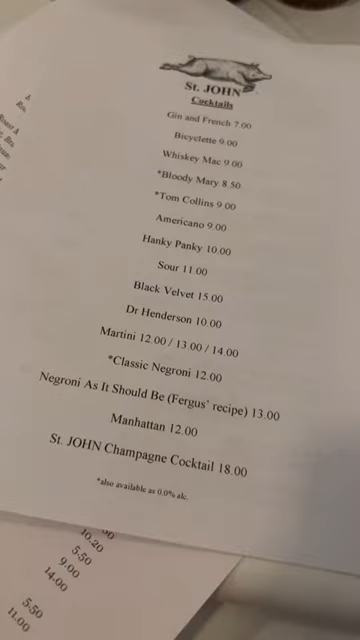 St. JOHN
Cocktails
Gin and French 7.00
Bicyclette 9.00
Whiskey Mac 9.00
*Bloody Mary 8.50
*Tom Collins 9.00
Americano 9.00
Hanky Panky 10.00
Sour 11.00
Black Velvet 15.00
Dr Henderson 10.00
Martini 12.00 / 13.00 / 14.00
*Classic Negroni 12.00
Negroni As It Should Be (Fergus' recipe) 13.00
Manhattan 12.00
St. JOHN Champagne Cocktail 18.00
*also available as 0.0% alc.
10.20
5.50
9.00
14.00
5.50
11.00